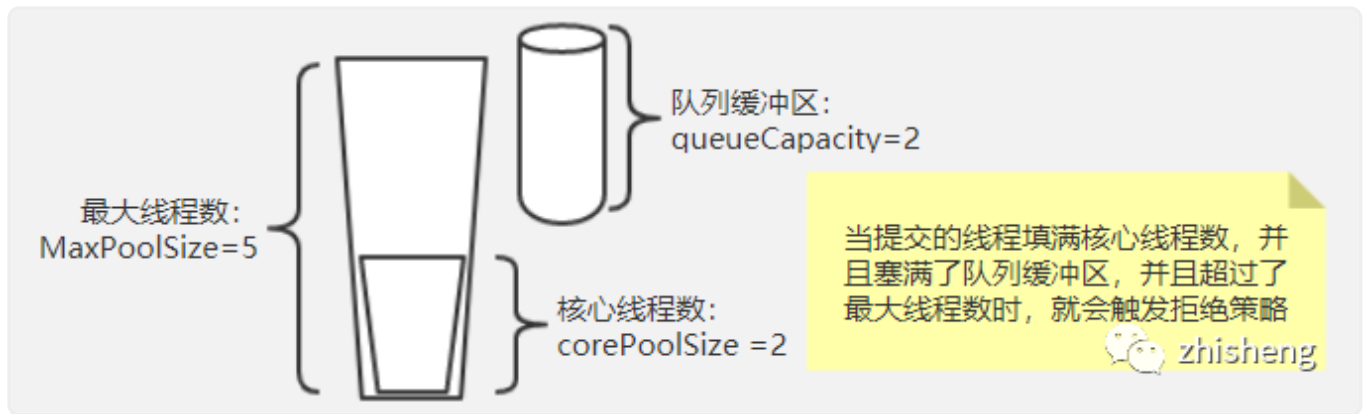 队列缓冲区:
queueCapacity=2
最大线程数:
MaxPoolSize=5
当提交的线程填满核心线程数，并
且塞满了队列缓冲区，并且超过了
最大线程数时，就会触发拒绝策略
核心线程数:
corePoolSize =2
zhisheng